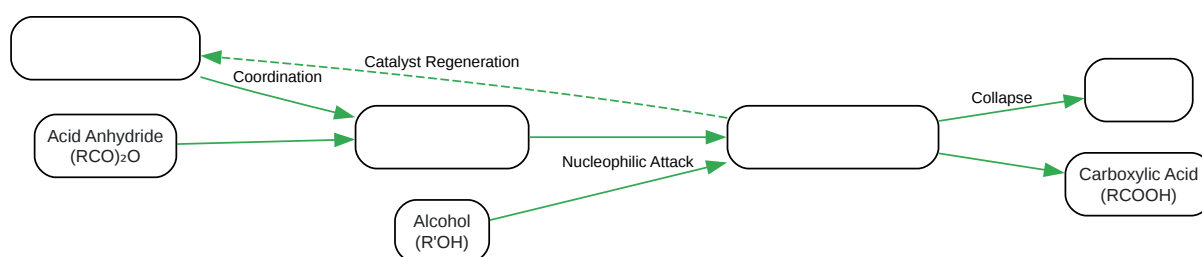 Catalyst Regeneration
Coordination
Collapse
Acid Anhydride
(RCO)₂O
Nucleophilic Attack
Carboxylic Acid
(RCOOH)
Alcohol
(R'OH)